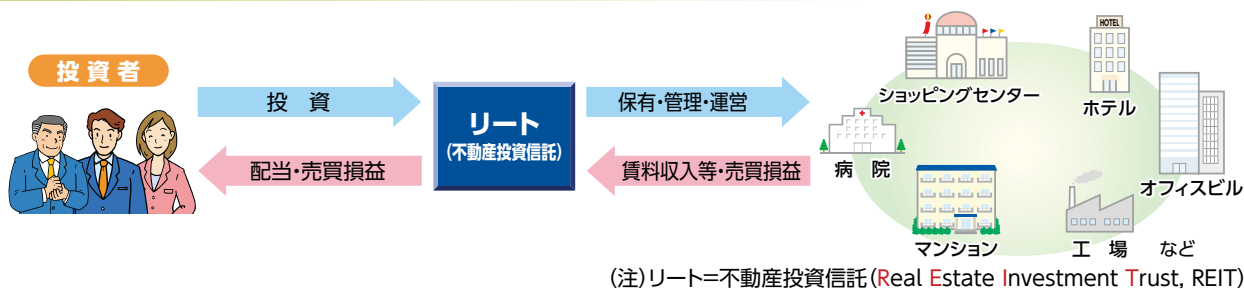 投資者
投 資
配当・売買損益
リート
(不動産投資信託)
保有・管理・運営
賃料収入等・売買損益
ショッピングセンター
HOTEL
ホテル
病 院
オフィスビル
マンション
工 場 など
(注)リート=不動産投資信託(Real Estate Investment Trust, REIT)